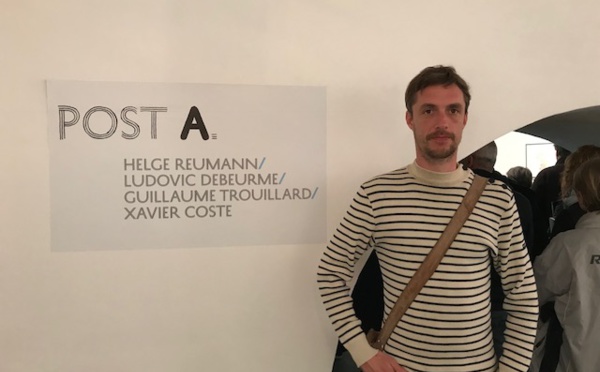 POST A.
HELGE REUMANN/
LUDOVIC DEBEURME/
GUILLAUME TROUILLARD/
XAVIER COSTE